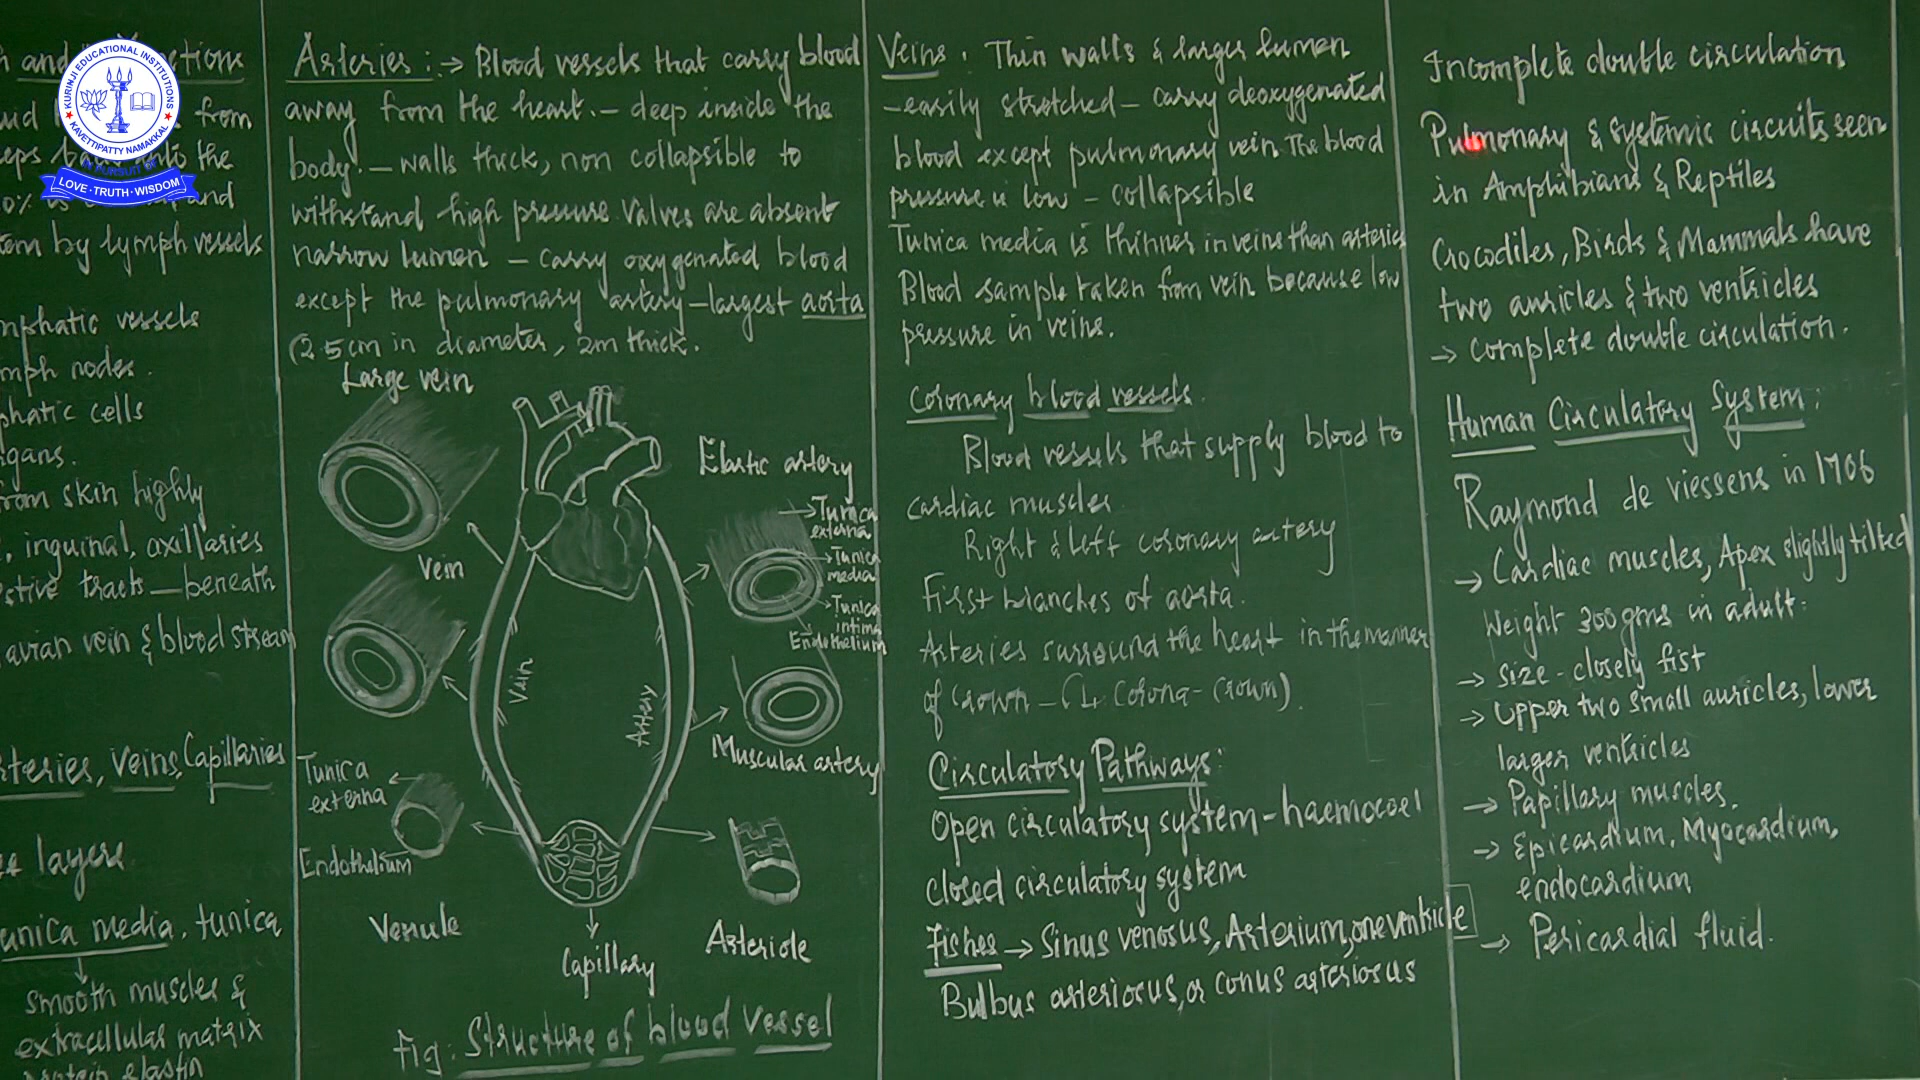 KURINJI EDUCATIONAL INSTITUTIONS
KAVETTIPATTY NAMAKKAL
LOVE · TRUTH · WISDOM
and
from
the
and
by lymph vessels
vessels
nodes.
cells
from skin highly
inguinal, axillaries
tracts — beneath
vein & blood stream
Arteries, Veins, Capillaries
layers
Tunica media, tunica
Smooth muscles &
extracellular matrix
protein elastin
Arteries : → Blood vessels that carry blood
away from the heart. — deep inside the
body. — walls thick, non collapsible to
withstand high pressure. Valves are absent
narrow lumen — carry oxygenated blood
except the pulmonary artery — largest aorta
(2.5 cm in diameter, 2m thick.
Large vein
Vein
Elastic artery
Tunica
externa
Tunica
media
Tunica
intima
Endothelium
Vein
Artery
Muscular artery
Tunica
externa
Endothelium
Venule
Capillary
Arteriole
Fig: Structure of blood vessel
Veins. Thin walls & larger lumen
— easily stretched — carry deoxygenated
blood except pulmonary vein. The blood
pressure is low — collapsible
Tunica media is thinner in veins than arteries
Blood sample taken from vein because low
pressure in veins.
Coronary blood vessels.
Blood vessels that supply blood to
cardiac muscles.
Right & left coronary artery
First branches of aorta.
Arteries surround the heart in the manner
of crown — (L. Corona - Crown).
Circulatory Pathways:
Open circulatory system - haemocoel
closed circulatory system
Fishes → Sinus venosus, Arterium, one ventricle
Bulbus arteriosus, or conus arteriosus
Incomplete double circulation
Pulmonary & systemic circuits seen
in Amphibians & Reptiles
Crocodiles, Birds & Mammals have
two auricles & two ventricles
→ complete double circulation.
Human Circulatory System:
Raymond de viessens in 1706
→ Cardiac muscles, Apex slightly tilted
Weight 300 gms in adult.
→ Size - closely fist
→ Upper two small auricles, lower
larger ventricles
→ Papillary muscles.
→ Epicardium, Myocardium,
endocardium
→ Pericardial fluid.